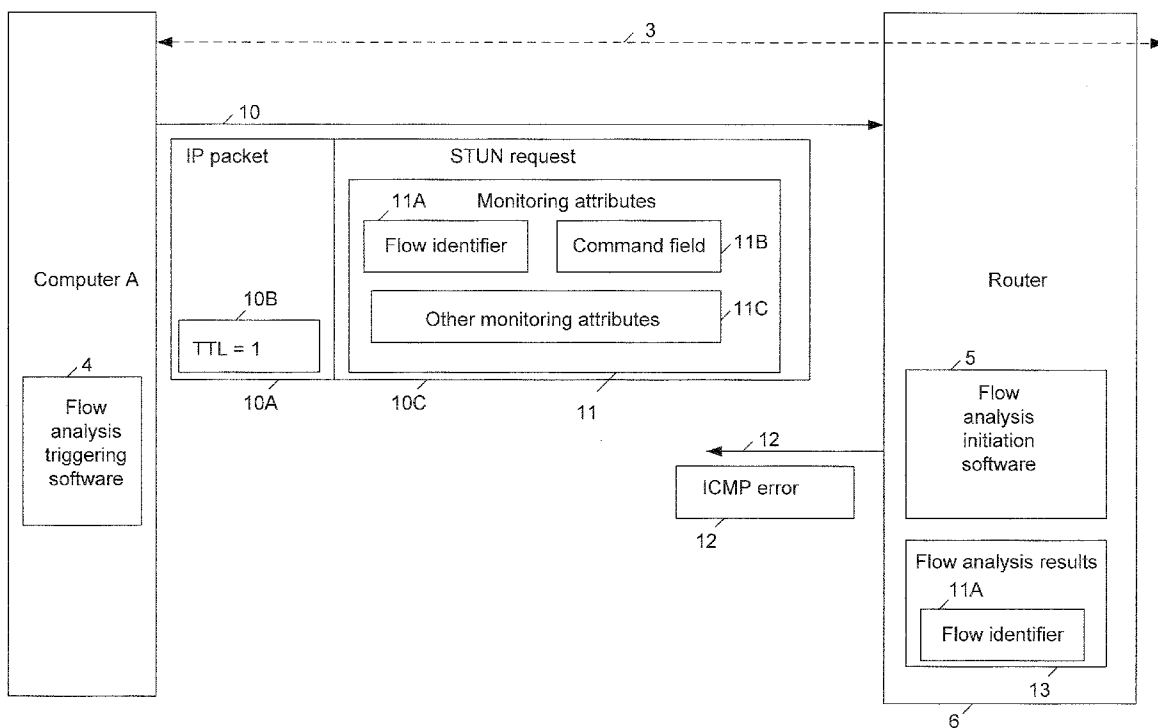 3
10
IP packet
STUN request
Monitoring attributes
11A
Flow identifier
Command field
11B
Computer A
Router
10B
TTL = 1
Other monitoring attributes
11C
4
Flow
analysis
triggering
software
10A
10C
11
5
Flow
analysis
initiation
software
12
ICMP error
12
Flow analysis results
11A
Flow identifier
13
6